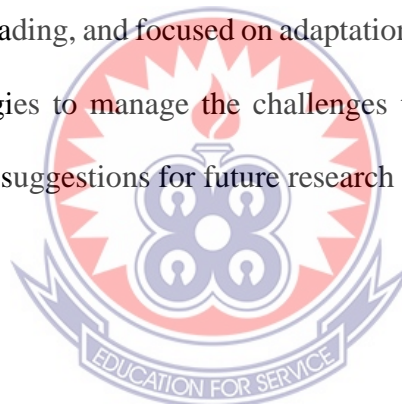 ading, and focused on adaptation
gies to manage the challenges
suggestions for future research
EDUCATION FOR SERVICE